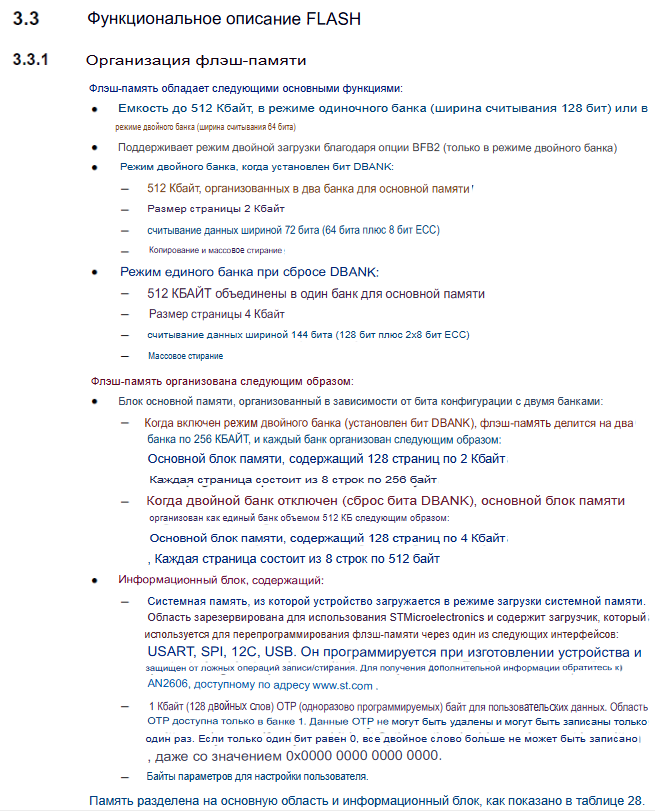 3.3 Функциональное описание FLASH
3.3.1 Организация флэш-памяти
Флэш-память обладает следующими основными функциями:
● Емкость до 512 Кбайт, в режиме одиночного банка (ширина считывания 128 бит) или в
режиме двойного банка (ширина считывания 64 бита)
● Поддерживает режим двойной загрузки благодаря опции BFB2 (только в режиме двойного банка)
● Режим двойного банка, когда установлен бит DBANK:
– 512 Кбайт, организованных в два банка для основной памяти
– Размер страницы 2 Кбайт
– считывание данных шириной 72 бита (64 бита плюс 8 бит ECC)
– Копирование и массовое стирание
● Режим единого банка при сбросе DBANK:
– 512 КБАЙТ объединены в один банк для основной памяти
– Размер страницы 4 Кбайт
– считывание данных шириной 144 бита (128 бит плюс 2x8 бит ECC)
– Массовое стирание
Флэш-память организована следующим образом:
● Блок основной памяти, организованный в зависимости от бита конфигурации с двумя банками:
– Когда включен режим двойного банка (установлен бит DBANK), флэш-память делится на два
банка по 256 КБАЙТ, и каждый банк организован следующим образом:
Основной блок памяти, содержащий 128 страниц по 2 Кбайт
Каждая страница состоит из 8 строк по 256 байт
– Когда двойной банк отключен (сброс бита DBANK), основной блок памяти
организован как единый банк объемом 512 КБ следующим образом:
Основной блок памяти, содержащий 128 страниц по 4 Кбайт
, Каждая страница состоит из 8 строк по 512 байт
● Информационный блок, содержащий:
– Системная память, из которой устройство загружается в режиме загрузки системной памяти.
Область зарезервирована для использования STMicroelectronics и содержит загрузчик, который
используется для перепрограммирования флэш-памяти через один из следующих интерфейсов:
USART, SPI, 12C, USB. Он программируется при изготовлении устройства и
защищен от ложных операций записи/стирания. Для получения дополнительной информации обратитесь к)
AN2606, доступному по адресу www.st.com .
– 1 Кбайт (128 двойных слов) OTP (одноразово программируемых) байт для пользовательских данных. Область
OTP доступна только в банке 1. Данные OTP не могут быть удалены и могут быть записаны только
один раз. Если только один бит равен 0, все двойное слово больше не может быть записано
, даже со значением 0x0000 0000 0000 0000.
– Байты параметров для настройки пользователя.
Память разделена на основную область и информационный блок, как показано в таблице 28.